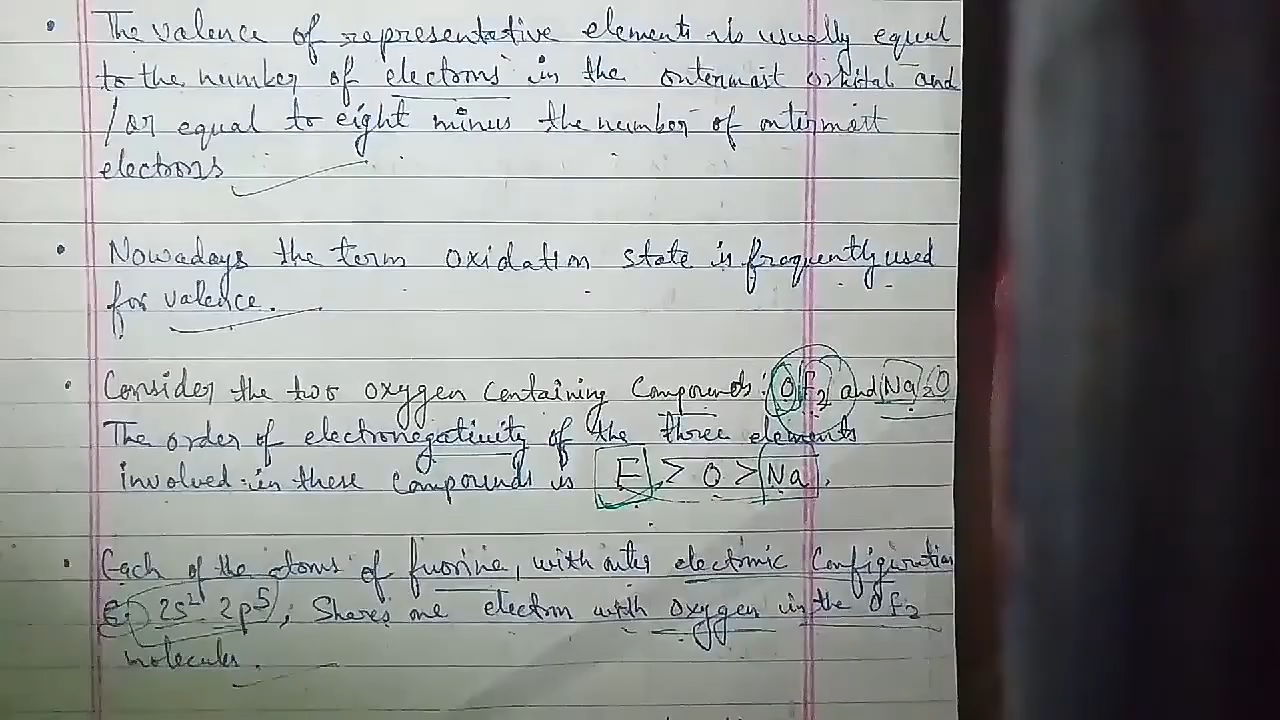 • The valence of representative elements is usually equal
to the number of electrons in the outermost orbital and
/or equal to eight minus the number of outermost
electrons
• Nowadays the term oxidation state is frequently used
for valence.
• Consider the two oxygen containing compounds: OF2 and Na2O
The order of electronegativity of the three elements
involved in these compounds is F > O > Na.
• Each of the atoms of fuorine, with outer electronic configuration
2s² 2p⁵, Shares one electron with oxygen in the OF2
molecule.